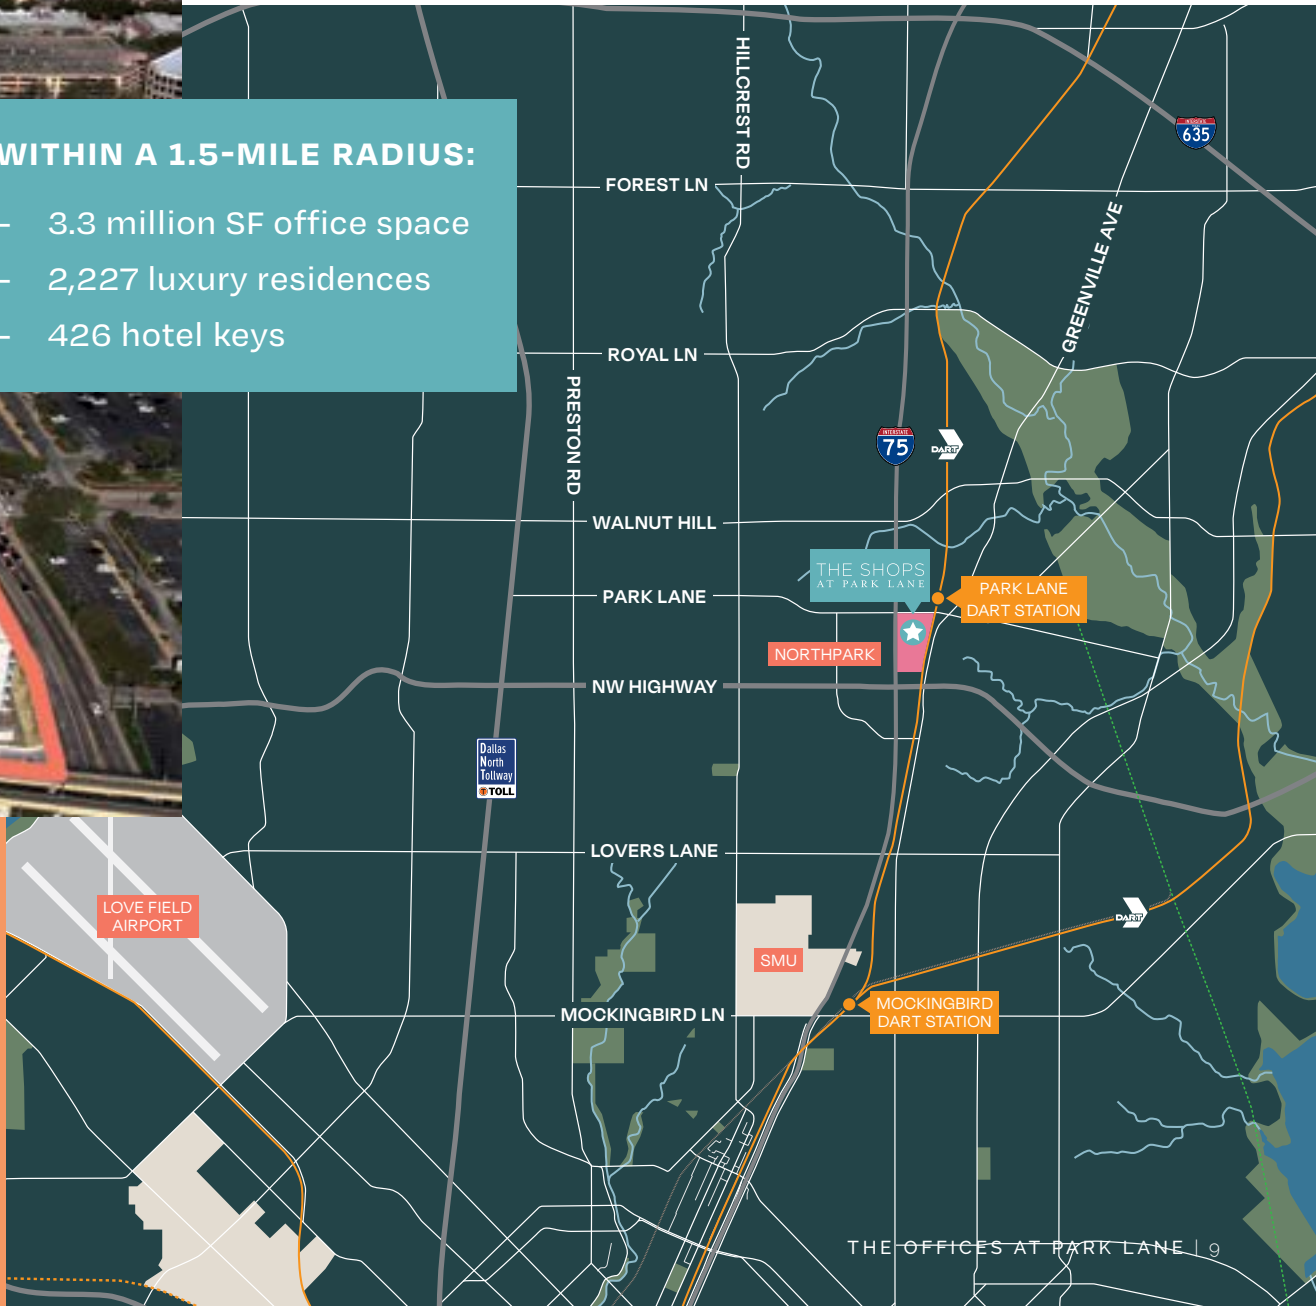 WITHIN A 1.5-MILE RADIUS:
– 3.3 million SF office space
– 2,227 luxury residences
– 426 hotel keys
HILLCREST RD
INTERSTATE
635
FOREST LN
GREENVILLE AVE
ROYAL LN
PRESTON RD
INTERSTATE
75
DART
WALNUT HILL
THE SHOPS
AT PARK LANE
PARK LANE
PARK LANE
DART STATION
NORTHPARK
NW HIGHWAY
Dallas
North
Tollway
TOLL
LOVERS LANE
LOVE FIELD
AIRPORT
DART
SMU
MOCKINGBIRD LN
MOCKINGBIRD
DART STATION
THE OFFICES AT PARK LANE | 9